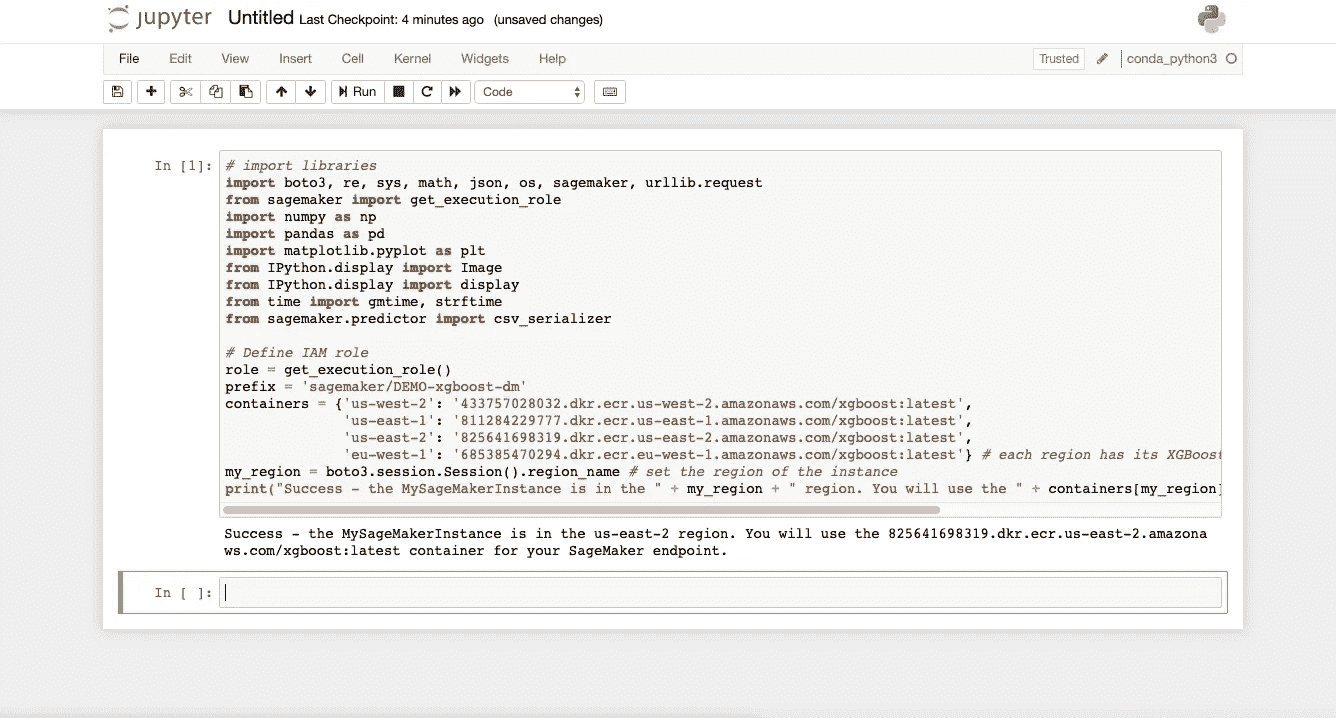 jupyter Untitled Last Checkpoint: 4 minutes ago (unsaved changes)
File Edit View Insert Cell Kernel Widgets Help Trusted conda_python3
Run Code
In [1]: # import libraries
import boto3, re, sys, math, json, os, sagemaker, urllib.request
from sagemaker import get_execution_role
import numpy as np
import pandas as pd
import matplotlib.pyplot as plt
from IPython.display import Image
from IPython.display import display
from time import gmtime, strftime
from sagemaker.predictor import csv_serializer
# Define IAM role
role = get_execution_role()
prefix = 'sagemaker/DEMO-xgboost-dm'
containers = {'us-west-2': '433757028032.dkr.ecr.us-west-2.amazonaws.com/xgboost:latest',
'us-east-1': '811284229777.dkr.ecr.us-east-1.amazonaws.com/xgboost:latest',
'us-east-2': '825641698319.dkr.ecr.us-east-2.amazonaws.com/xgboost:latest',
'eu-west-1': '685385470294.dkr.ecr.eu-west-1.amazonaws.com/xgboost:latest'} # each region has its XGBoost
my_region = boto3.session.Session().region_name # set the region of the instance
print("Success - the MySageMakerInstance is in the " + my_region + " region. You will use the " + containers[my_region]
Success - the MySageMakerInstance is in the us-east-2 region. You will use the 825641698319.dkr.ecr.us-east-2.amazona
ws.com/xgboost:latest container for your SageMaker endpoint.
In [ ]: